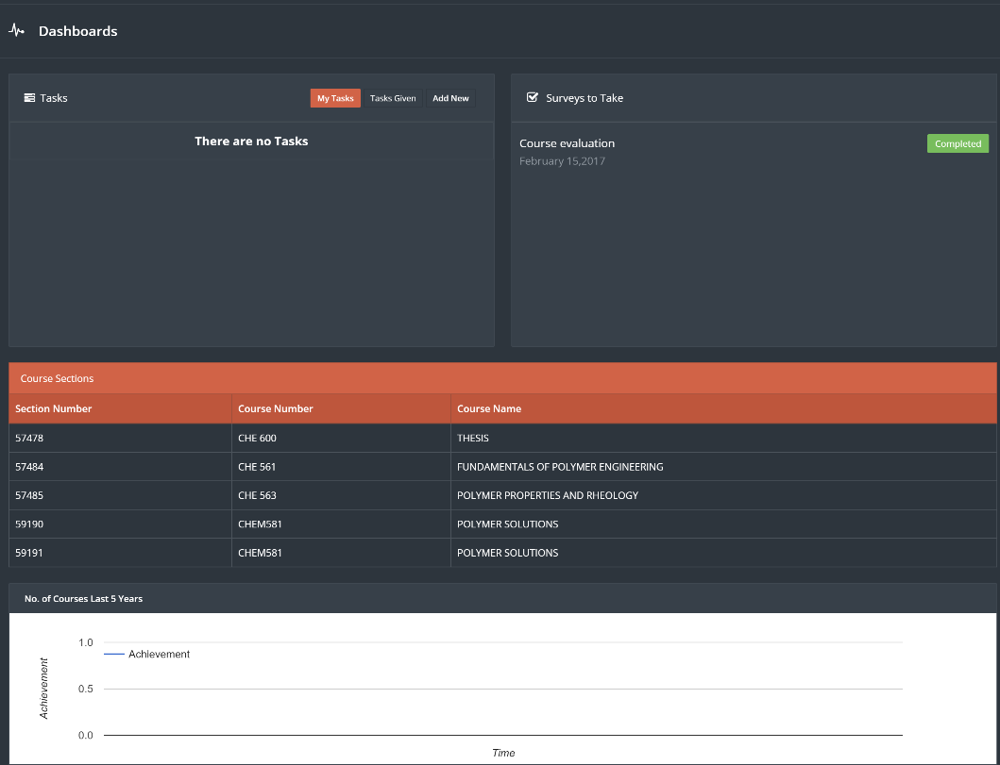 Dashboards
Tasks
My Tasks Tasks Given Add New
There are no Tasks
Surveys to Take
Course evaluation Completed
February 15,2017
Course Sections
Section Number Course Number Course Name
57478 CHE 600 THESIS
57484 CHE 561 FUNDAMENTALS OF POLYMER ENGINEERING
57485 CHE 563 POLYMER PROPERTIES AND RHEOLOGY
59190 CHEM581 POLYMER SOLUTIONS
59191 CHEM581 POLYMER SOLUTIONS
No. of Courses Last 5 Years
1.0
Achievement
Achievement
0.5
0.0
Time